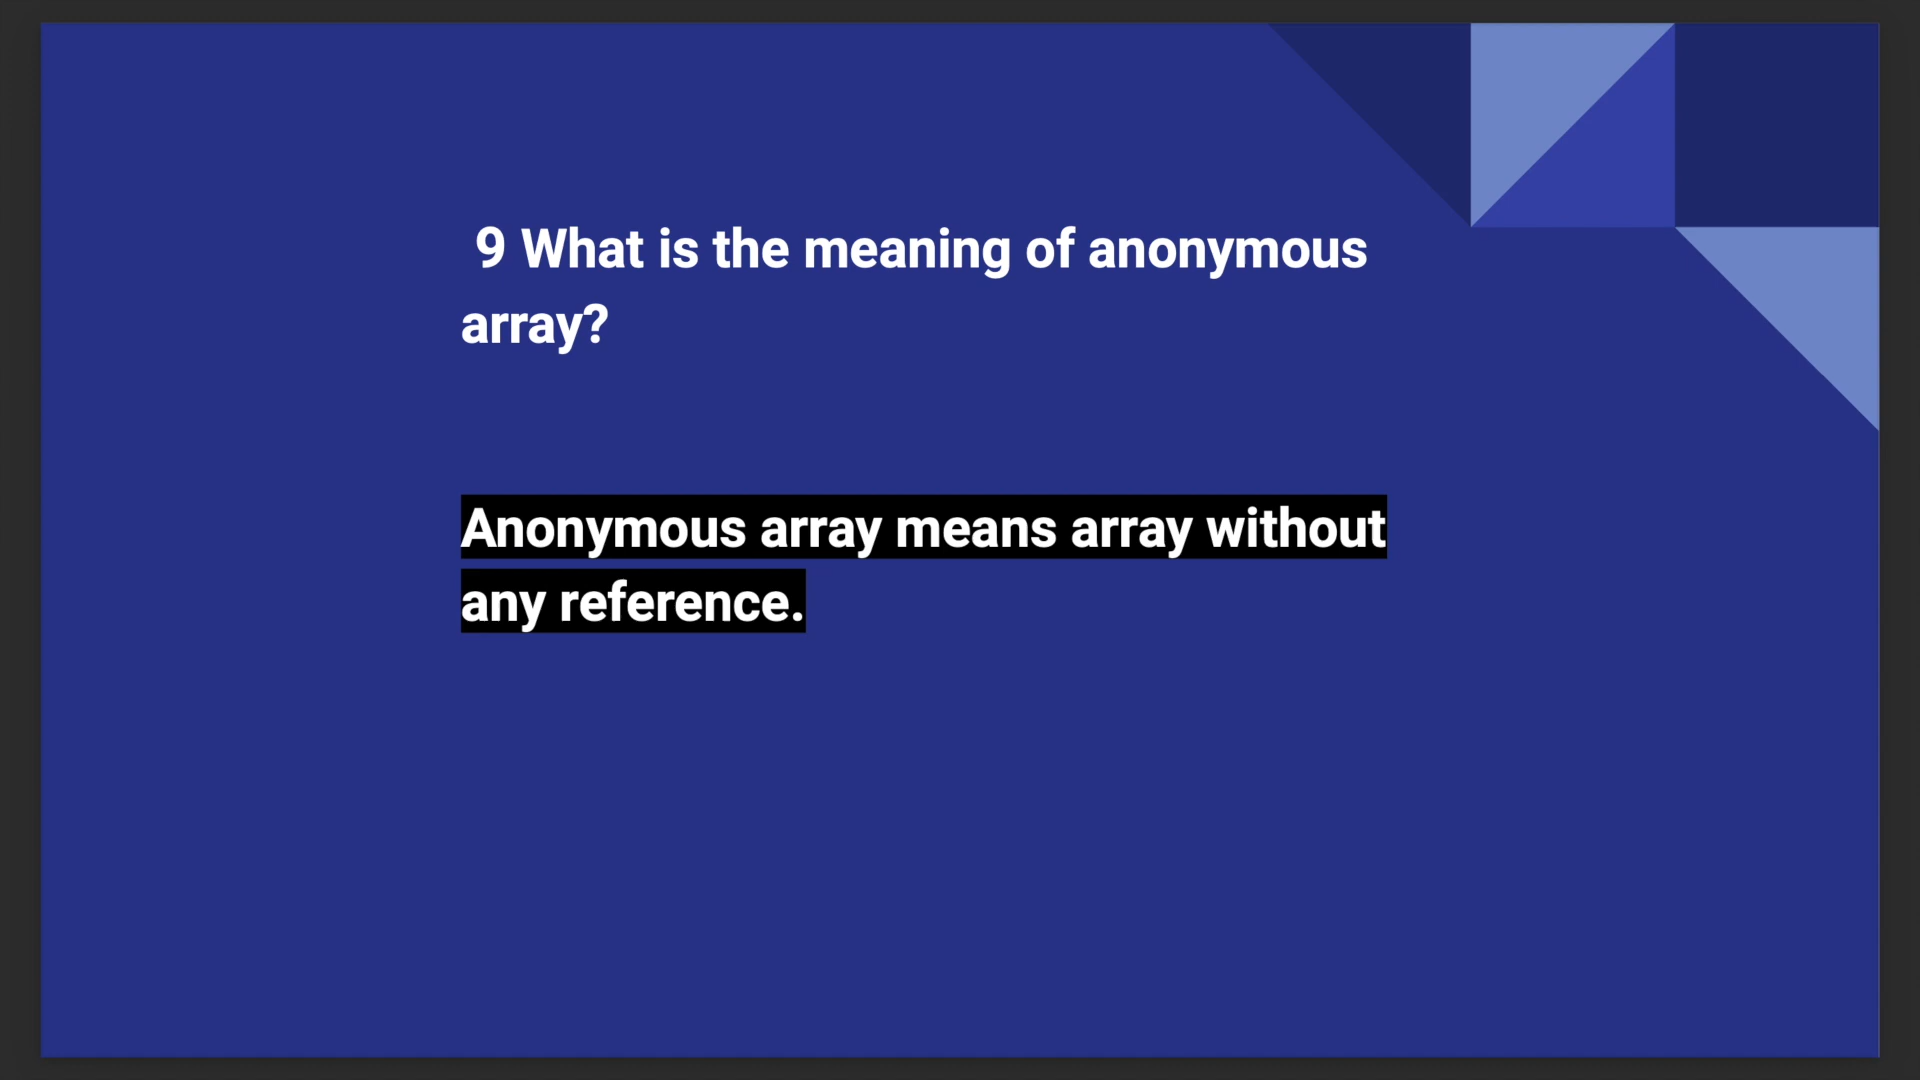 9 What is the meaning of anonymous
array?
Anonymous array means array without
any reference.